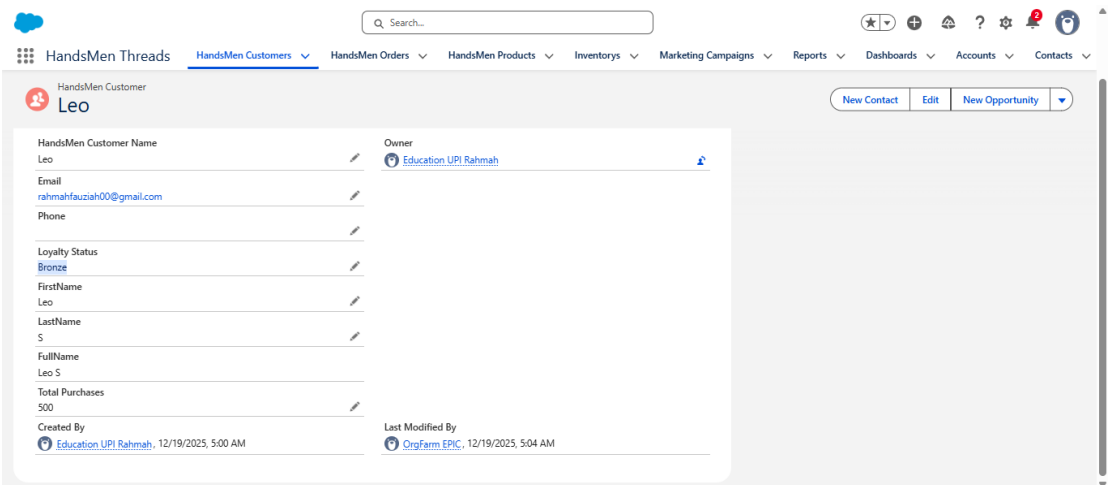 Search...
2
HandsMen Threads HandsMen Customers HandsMen Orders HandsMen Products Inventorys Marketing Campaigns Reports Dashboards Accounts Contacts
HandsMen Customer
Leo
New Contact Edit New Opportunity
HandsMen Customer Name
Leo
Owner
Education UPI Rahmah
Email
rahmahfauziah00@gmail.com
Phone
Loyalty Status
Bronze
FirstName
Leo
LastName
S
FullName
Leo S
Total Purchases
500
Created By
Education UPI Rahmah, 12/19/2025, 5:00 AM
Last Modified By
OrgFarm EPIC, 12/19/2025, 5:04 AM